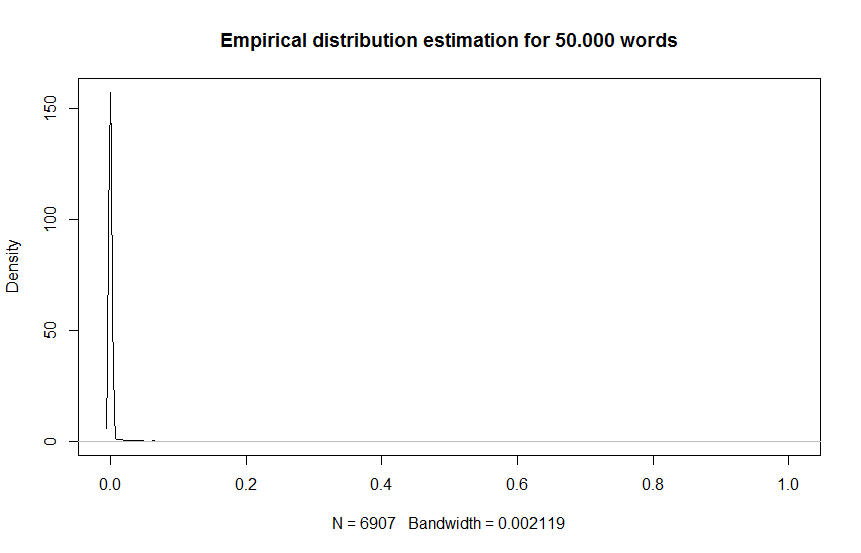 Empirical distribution estimation for 50.000 words
Density
150
100
50
0
0.0 0.2 0.4 0.6 0.8 1.0
N = 6907 Bandwidth = 0.002119